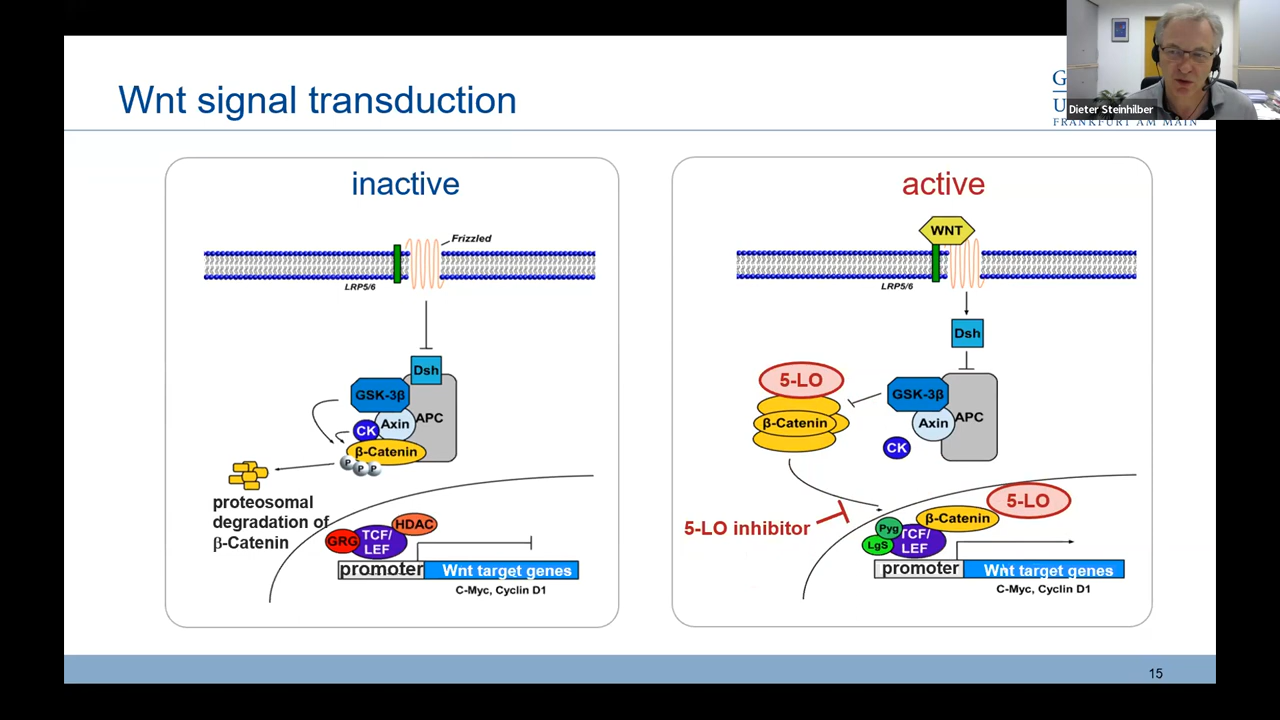 Wnt signal transduction
G
U
FRANKFURT AM MAIN
Dieter Steinhilber
inactive
Frizzled
LRP5/6
Dsh
GSK-3β
APC
Axin
CK
β-Catenin
P P P
proteosomal
degradation of
β-Catenin
HDAC
GRG
TCF/
LEF
promoter
Wnt target genes
C-Myc, Cyclin D1
active
WNT
LRP5/6
Dsh
5-LO
GSK-3β
APC
β-Catenin
Axin
CK
5-LO
5-LO inhibitor
β-Catenin
Pyg
LgS
TCF/
LEF
promoter
Wnt target genes
C-Myc, Cyclin D1
15